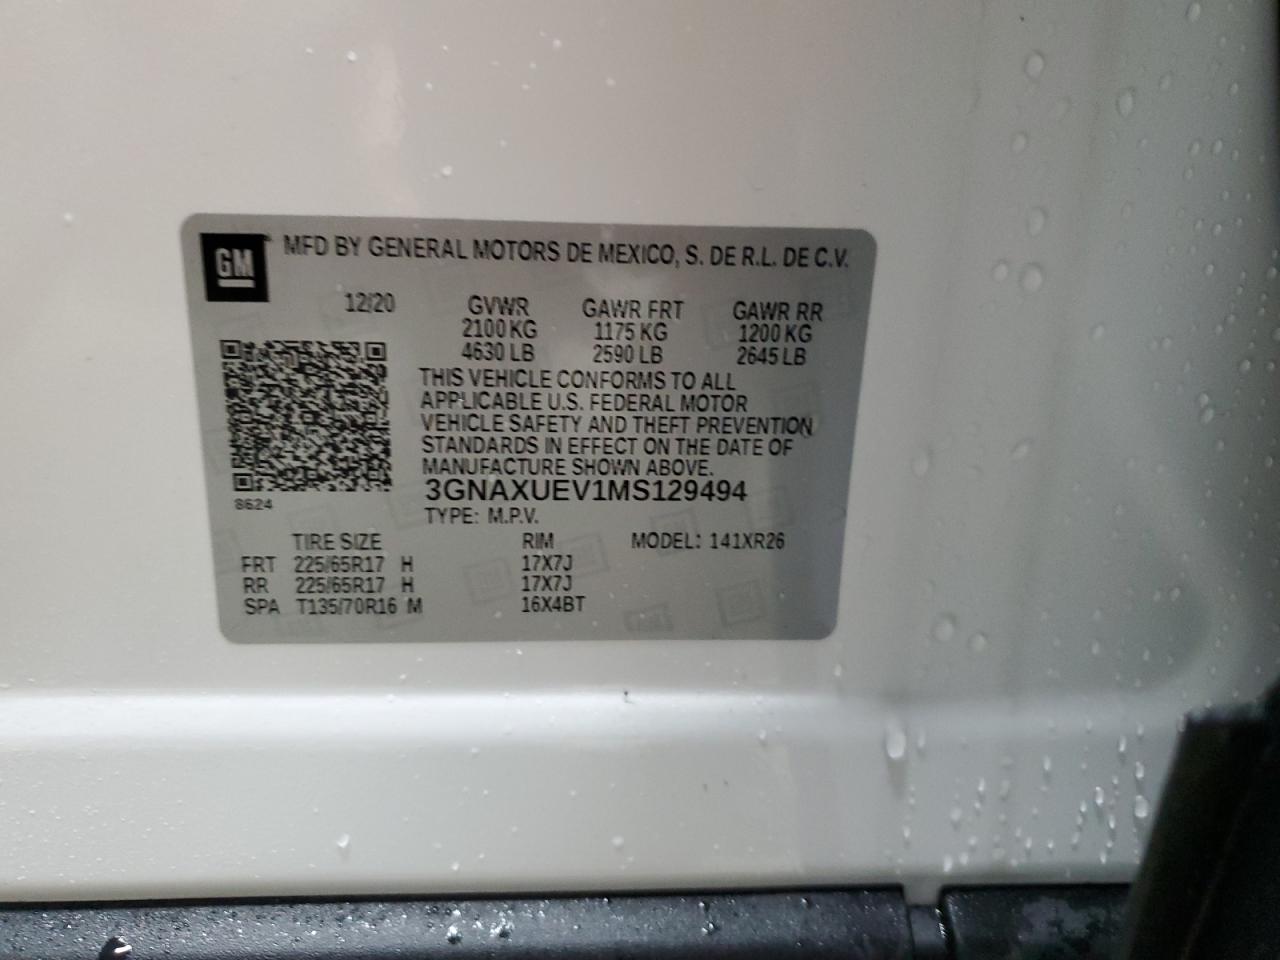 GM MFD BY GENERAL MOTORS DE MEXICO, S. DE R.L. DE C.V.
12/20 GVWR GAWR FRT GAWR RR
2100 KG 1175 KG 1200 KG
4630 LB 2590 LB 2645 LB
THIS VEHICLE CONFORMS TO ALL
APPLICABLE U.S. FEDERAL MOTOR
VEHICLE SAFETY AND THEFT PREVENTION
STANDARDS IN EFFECT ON THE DATE OF
MANUFACTURE SHOWN ABOVE.
3GNAXUEV1MS129494
8624
TYPE: M.P.V.
TIRE SIZE RIM MODEL: 141XR26
FRT 225/65R17 H 17X7J
RR 225/65R17 H 17X7J
SPA T135/70R16 M 16X4BT